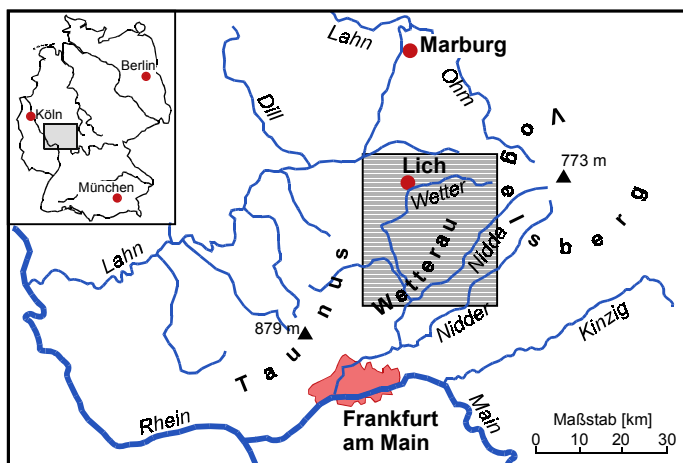 Lahn
Marburg
Berlin
Köln
München
Dill
Ohm
Vogelsberg
773 m
Lich
Wetter
Wetterau
Nidda
Nidder
Lahn
Taunus
879 m
Kinzig
Rhein
Frankfurt
am Main
Main
Maßstab [km]
0 10 20 30